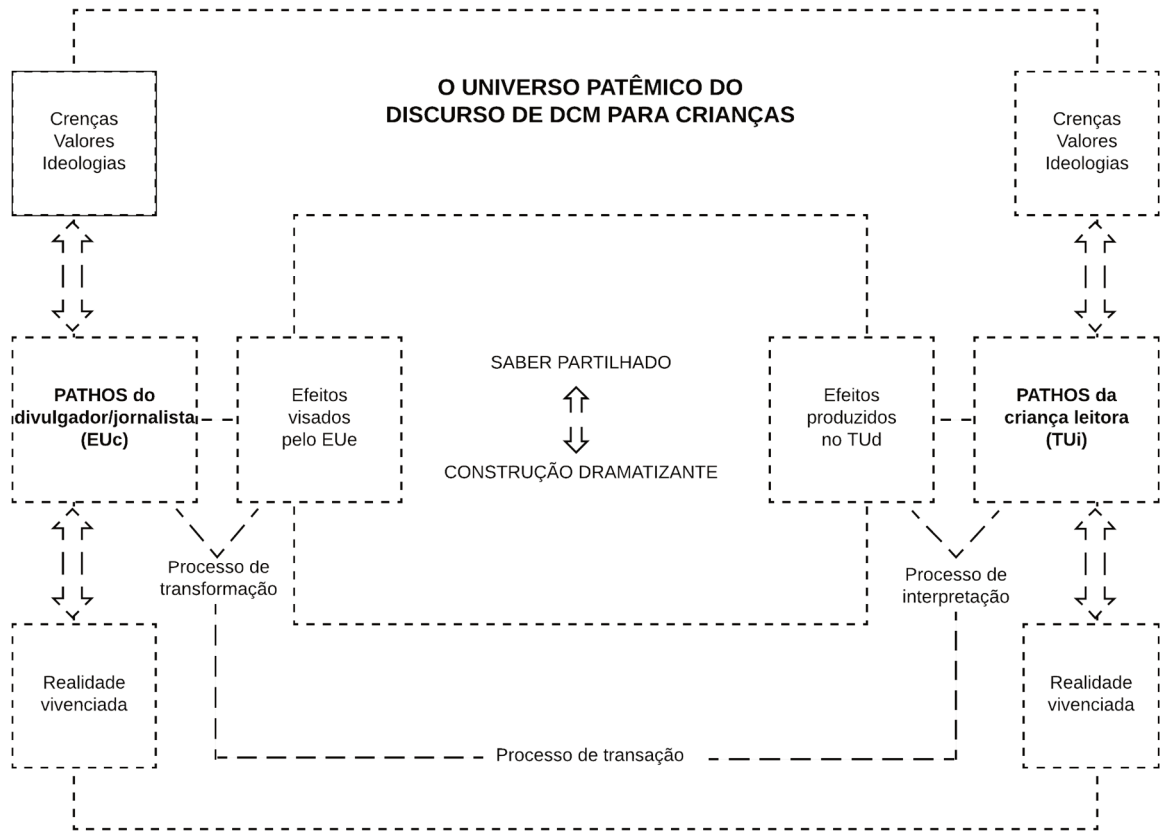 O UNIVERSO PATÊMICO DO
DISCURSO DE DCM PARA CRIANÇAS
Crenças
Valores
Ideologias
Crenças
Valores
Ideologias
PATHOS do
divulgador/jornalista
(EUc)
Efeitos
visados
pelo EUe
SABER PARTILHADO
CONSTRUÇÃO DRAMATIZANTE
Efeitos
produzidos
no TUd
PATHOS da
criança leitora
(TUi)
Processo de
transformação
Processo de
interpretação
Realidade
vivenciada
Realidade
vivenciada
Processo de transação